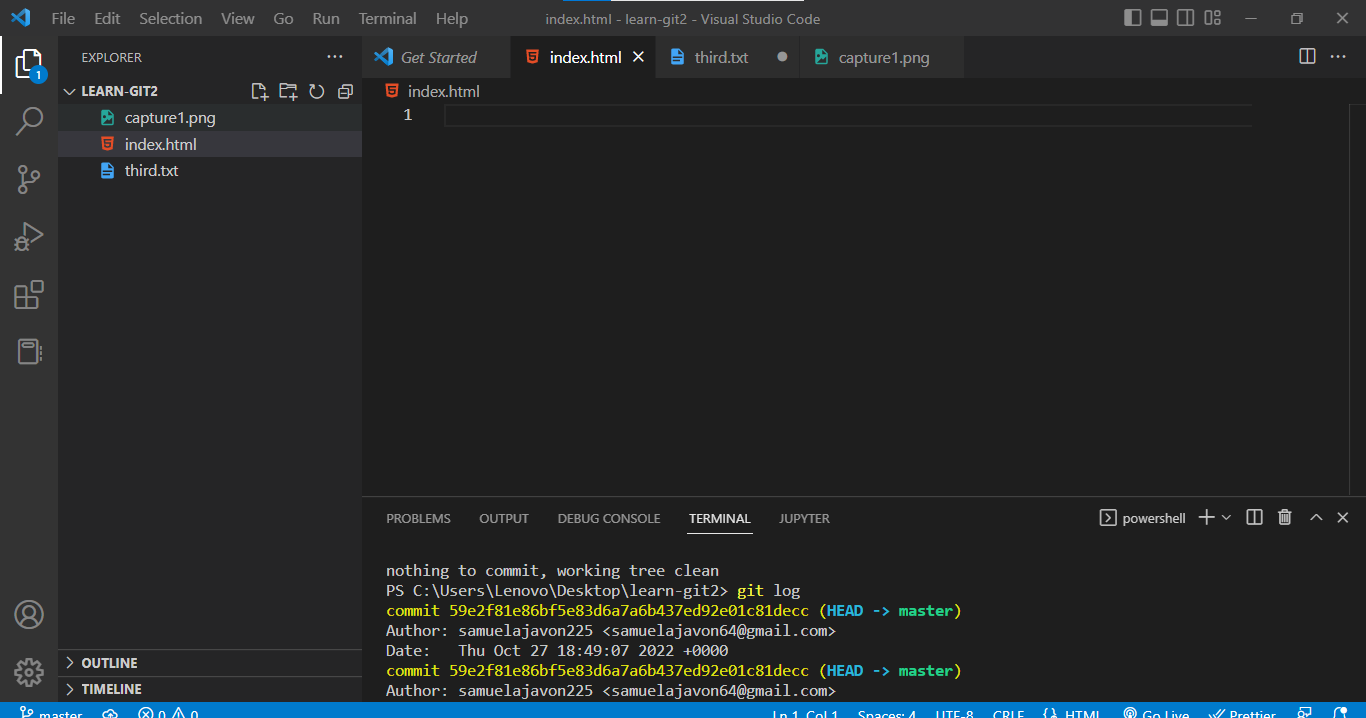 File Edit Selection View Go Run Terminal Help index.html - learn-git2 - Visual Studio Code
1
EXPLORER
LEARN-GIT2
capture1.png
index.html
third.txt
OUTLINE
TIMELINE
Get Started index.html third.txt capture1.png
index.html
1
PROBLEMS OUTPUT DEBUG CONSOLE TERMINAL JUPYTER powershell
nothing to commit, working tree clean
PS C:\Users\Lenovo\Desktop\learn-git2> git log
commit 59e2f81e86bf5e83d6a7a6b437ed92e01c81decc (HEAD -> master)
Author: samuelajavon225 <samuelajavon64@gmail.com>
Date:   Thu Oct 27 18:49:07 2022 +0000
commit 59e2f81e86bf5e83d6a7a6b437ed92e01c81decc (HEAD -> master)
Author: samuelajavon225 <samuelajavon64@gmail.com>
master 0 0 Ln 1, Col 1 Spaces: 4 UTF-8 CRLF HTML Go Live Prettier